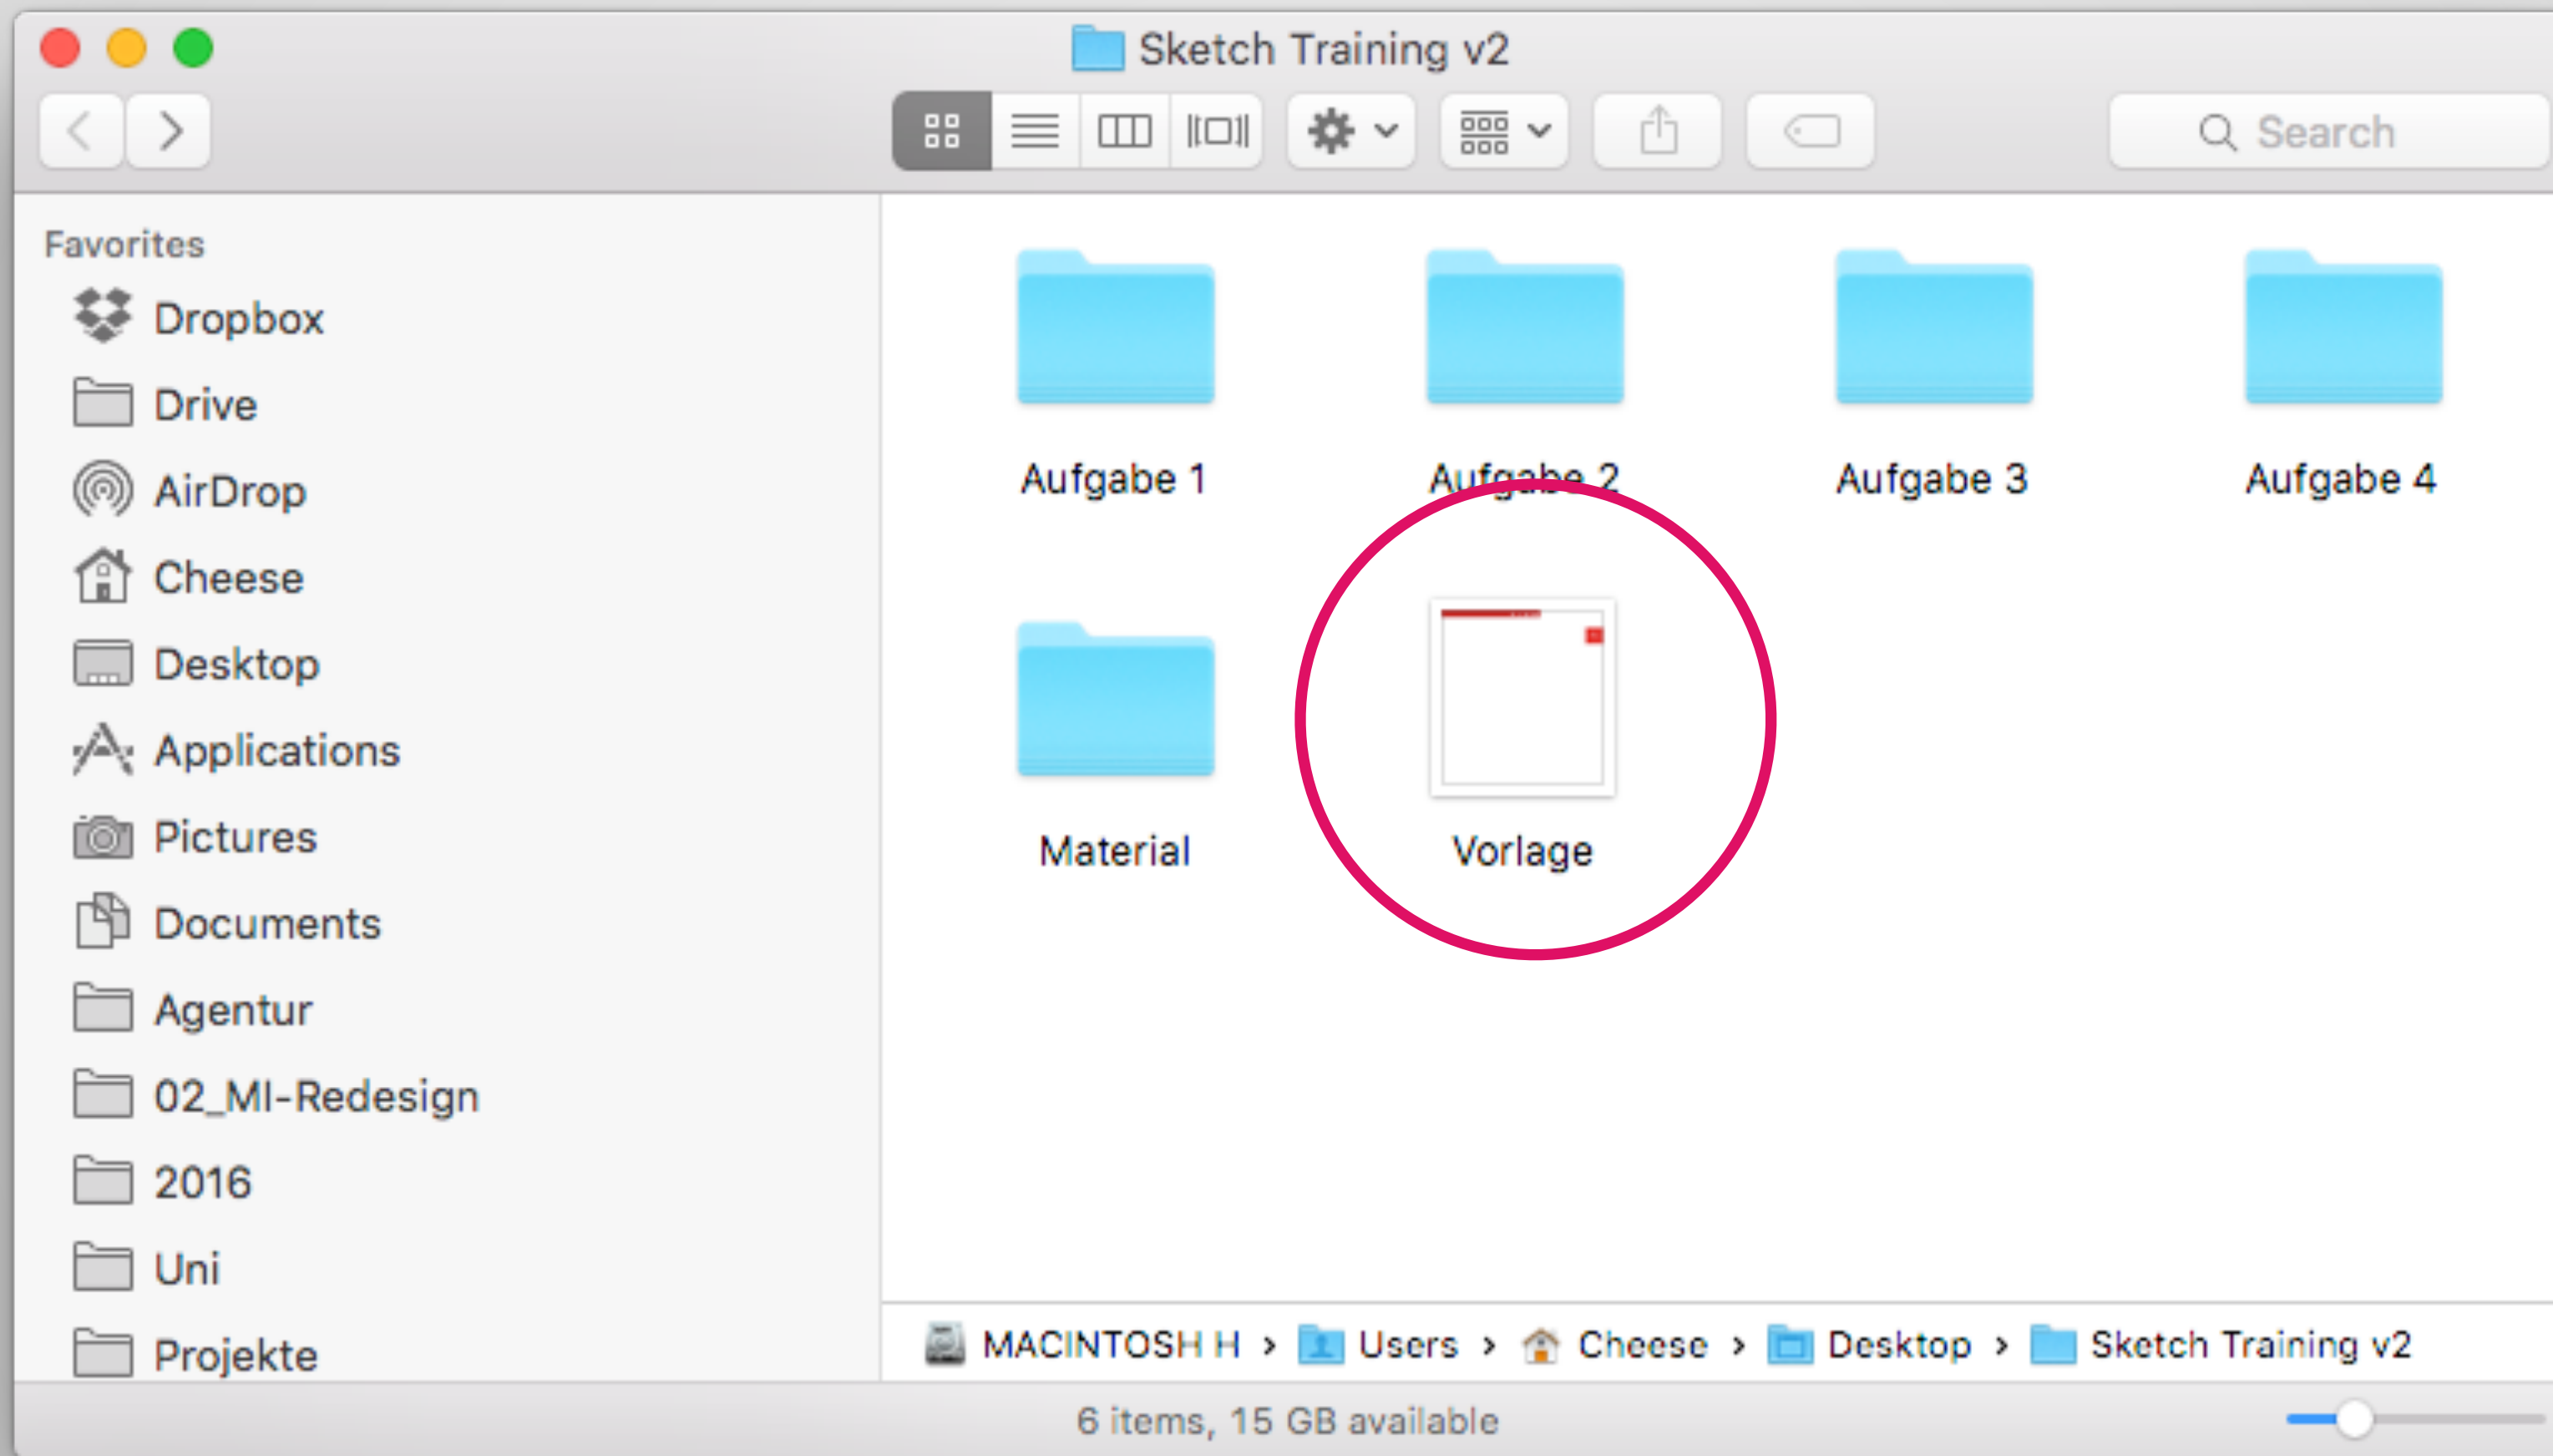 Sketch Training v2
Search
Favorites
Dropbox
Drive
AirDrop
Cheese
Desktop
Applications
Pictures
Documents
Agentur
02_MI-Redesign
2016
Uni
Projekte
Aufgabe 1 Aufgabe 2 Aufgabe 3 Aufgabe 4
Material Vorlage
MACINTOSH H › Users › Cheese › Desktop › Sketch Training v2
6 items, 15 GB available